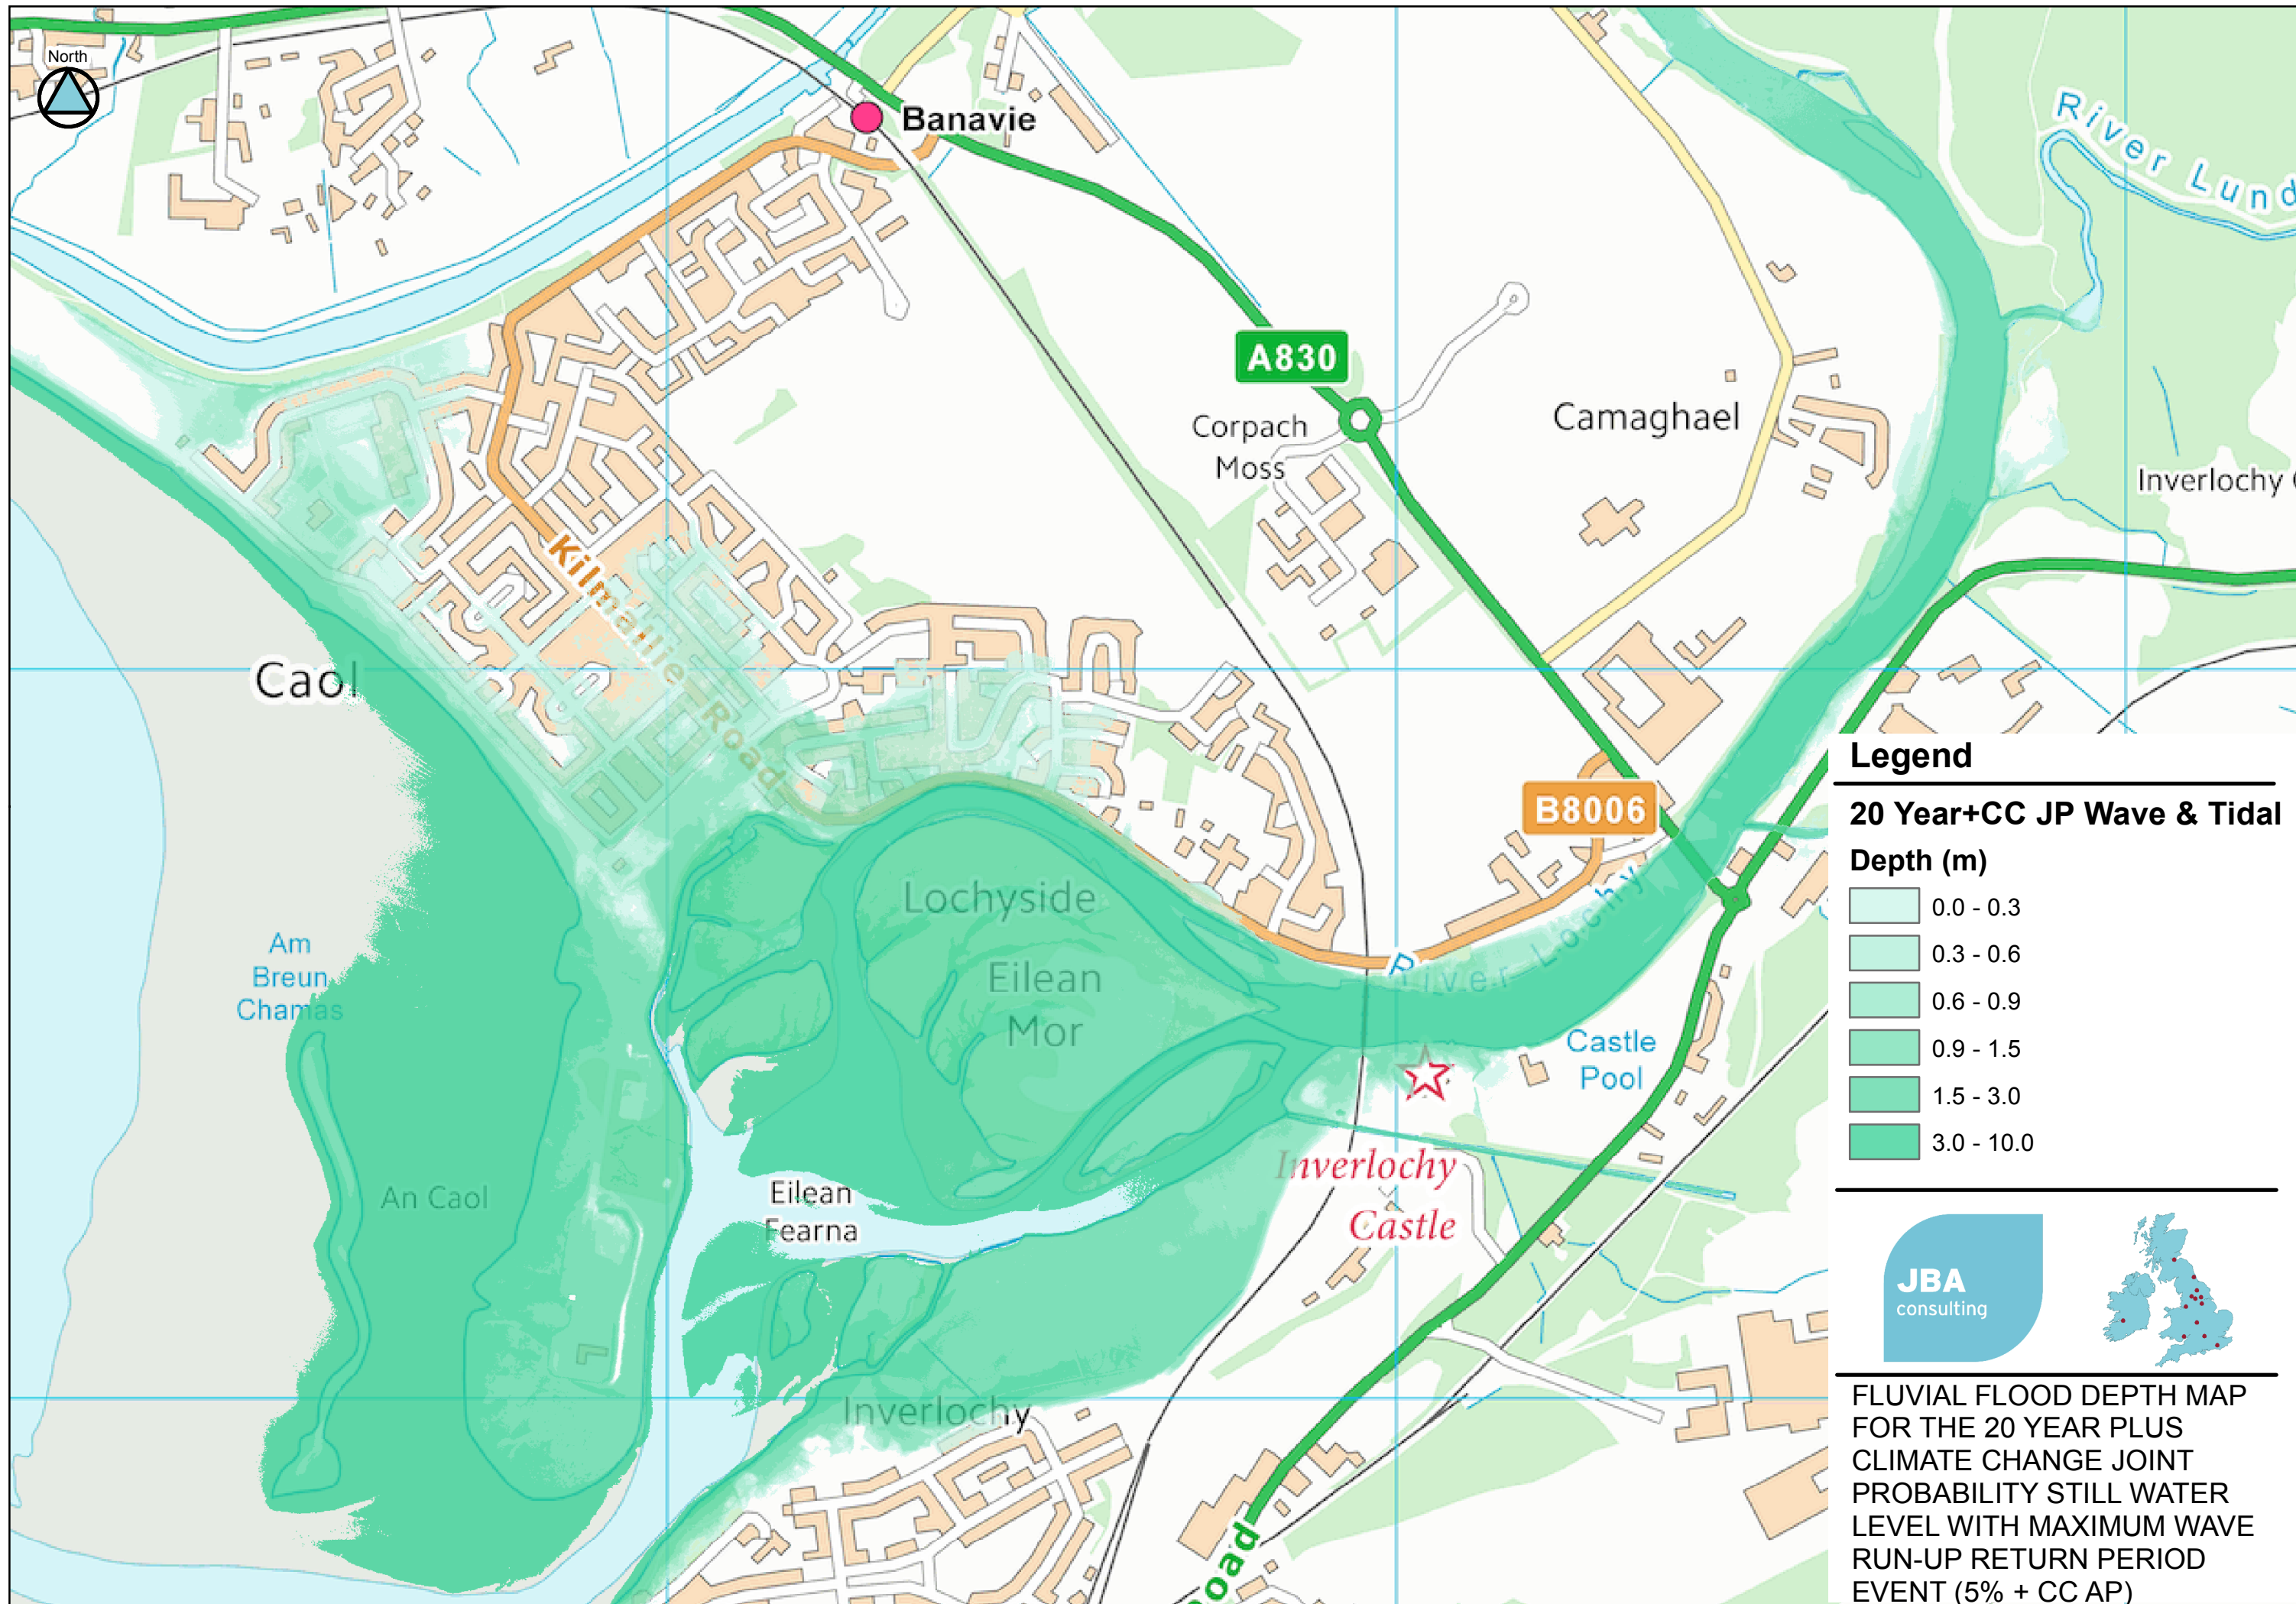 North
Banavie
River Lund
A830
Corpach
Moss
Camaghael
Inverlochy
Kilmallie Road
Caol
B8006
Lochyside
Eilean
Mor
River Lochy
Am
Breun
Chamas
Castle
Pool
Inverlochy
Castle
An Caol
Eilean
Fearna
Inverlochy
Road
Legend
20 Year+CC JP Wave & Tidal
Depth (m)
0.0 - 0.3
0.3 - 0.6
0.6 - 0.9
0.9 - 1.5
1.5 - 3.0
3.0 - 10.0
JBA
consulting
FLUVIAL FLOOD DEPTH MAP
FOR THE 20 YEAR PLUS
CLIMATE CHANGE JOINT
PROBABILITY STILL WATER
LEVEL WITH MAXIMUM WAVE
RUN-UP RETURN PERIOD
EVENT (5% + CC AP)